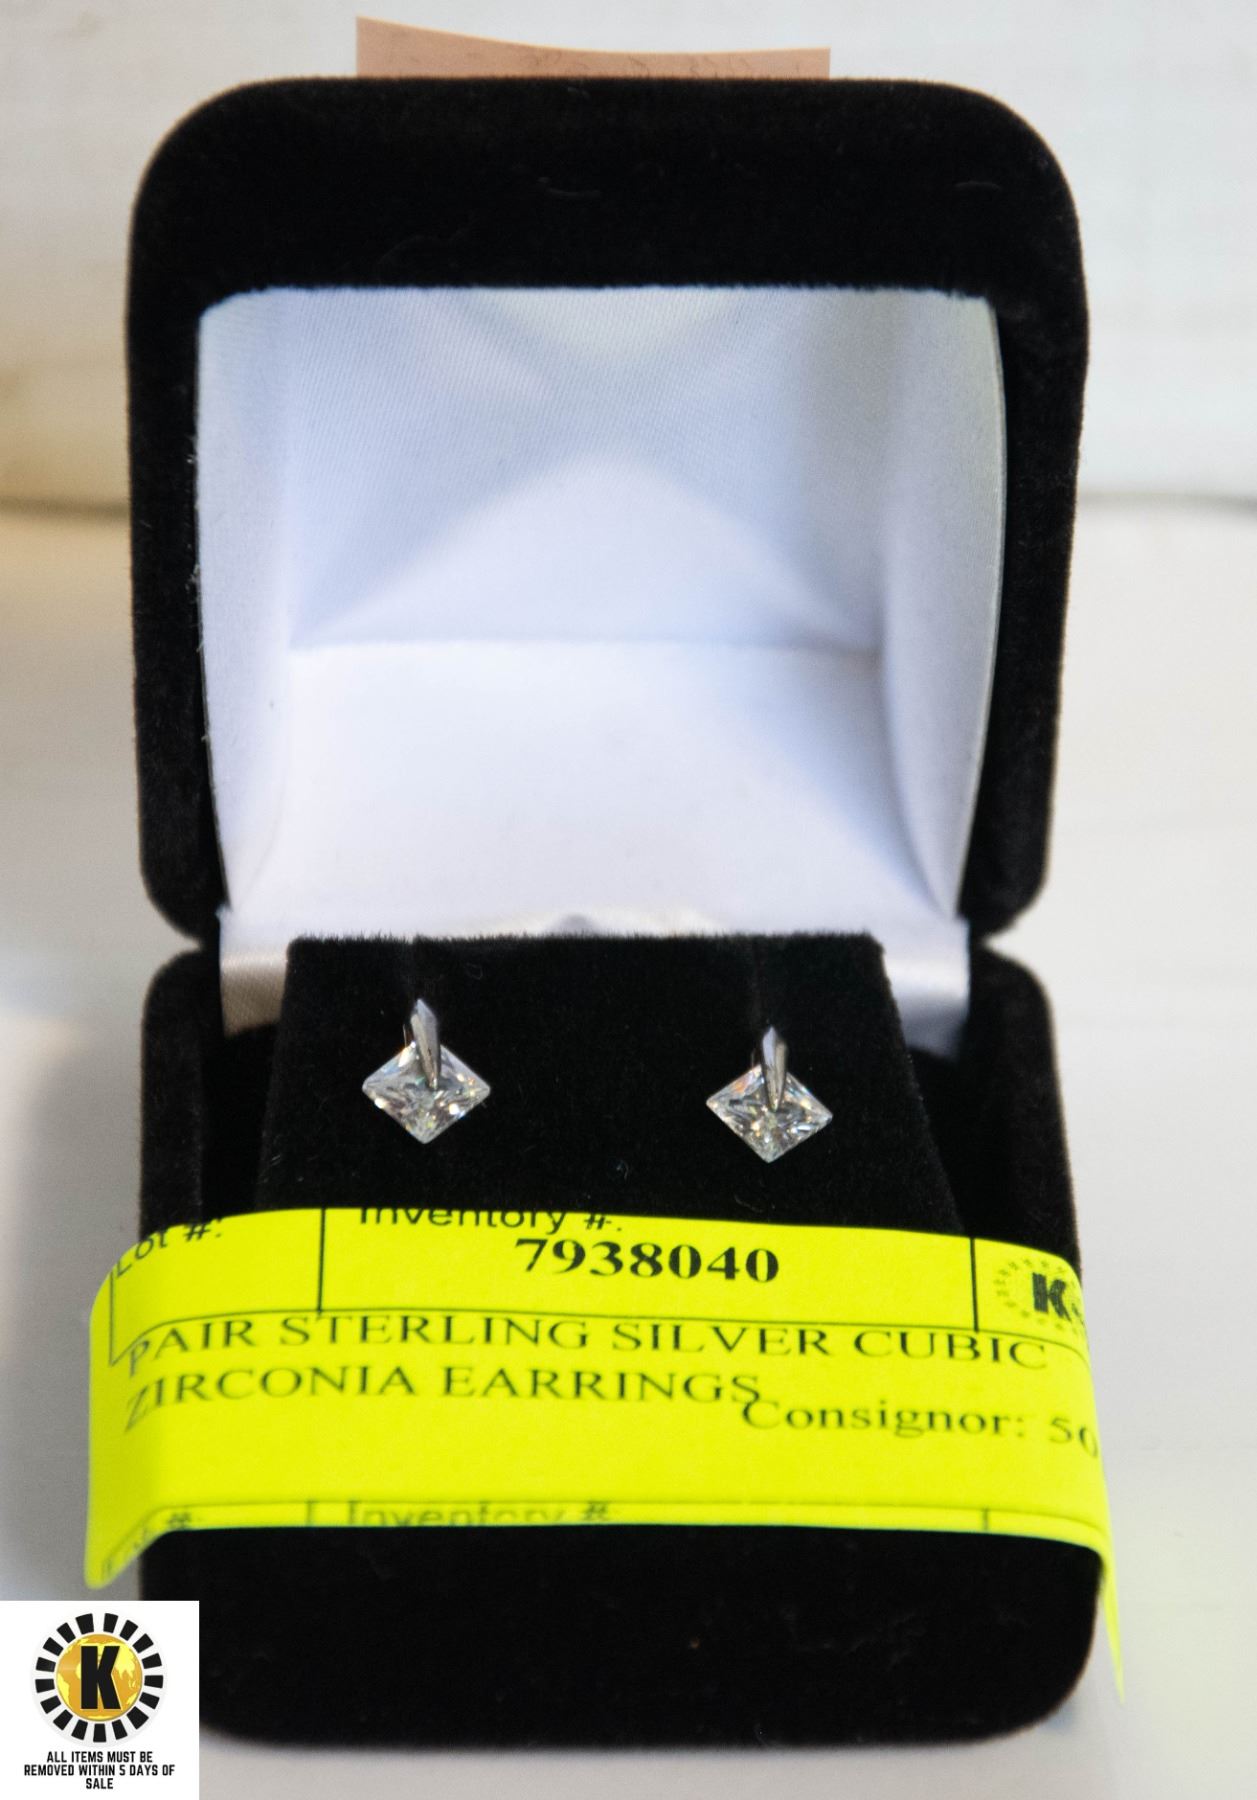 Lot #:
Inventory #:
7938040
K
PAIR STERLING SILVER CUBIC
ZIRCONIA EARRINGS
Consignor: 50
Inventory #
K
ALL ITEMS MUST BE
REMOVED WITHIN 5 DAYS OF
SALE